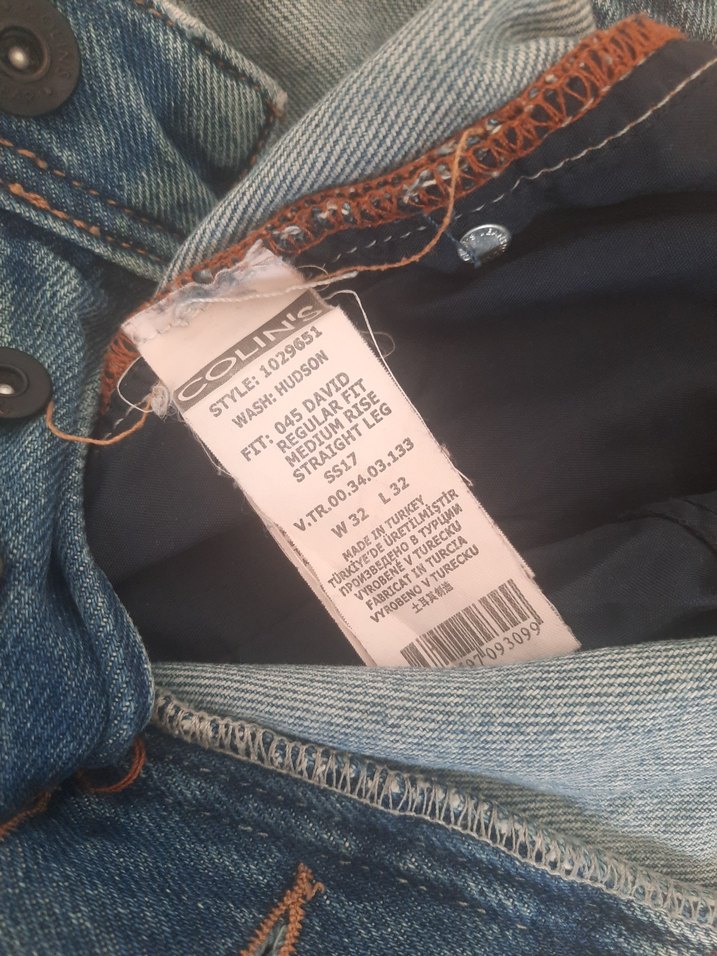 COLIN'S
STYLE: 1029651
WASH: HUDSON
FIT: 045 DAVID
REGULAR FIT
MEDIUM RISE
STRAIGHT LEG
SS17
V.TR.00.34.03.133
W 32 L 32
MADE IN TURKEY
TÜRKİYE'DE ÜRETİLMİŞTİR
ПРОИЗВЕДЕНО В ТУРЦИИ
VYROBENÉ V TURECKU
FABRICAT IN TURCIA
VYROBENO V TURECKU
土耳其制造
097093099